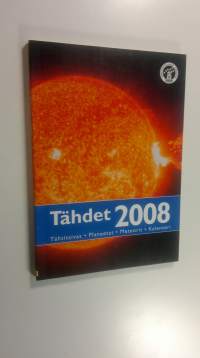 Tähdet 2008
Tähtitaivas • Planeetat • Meteorit • Kalenteri